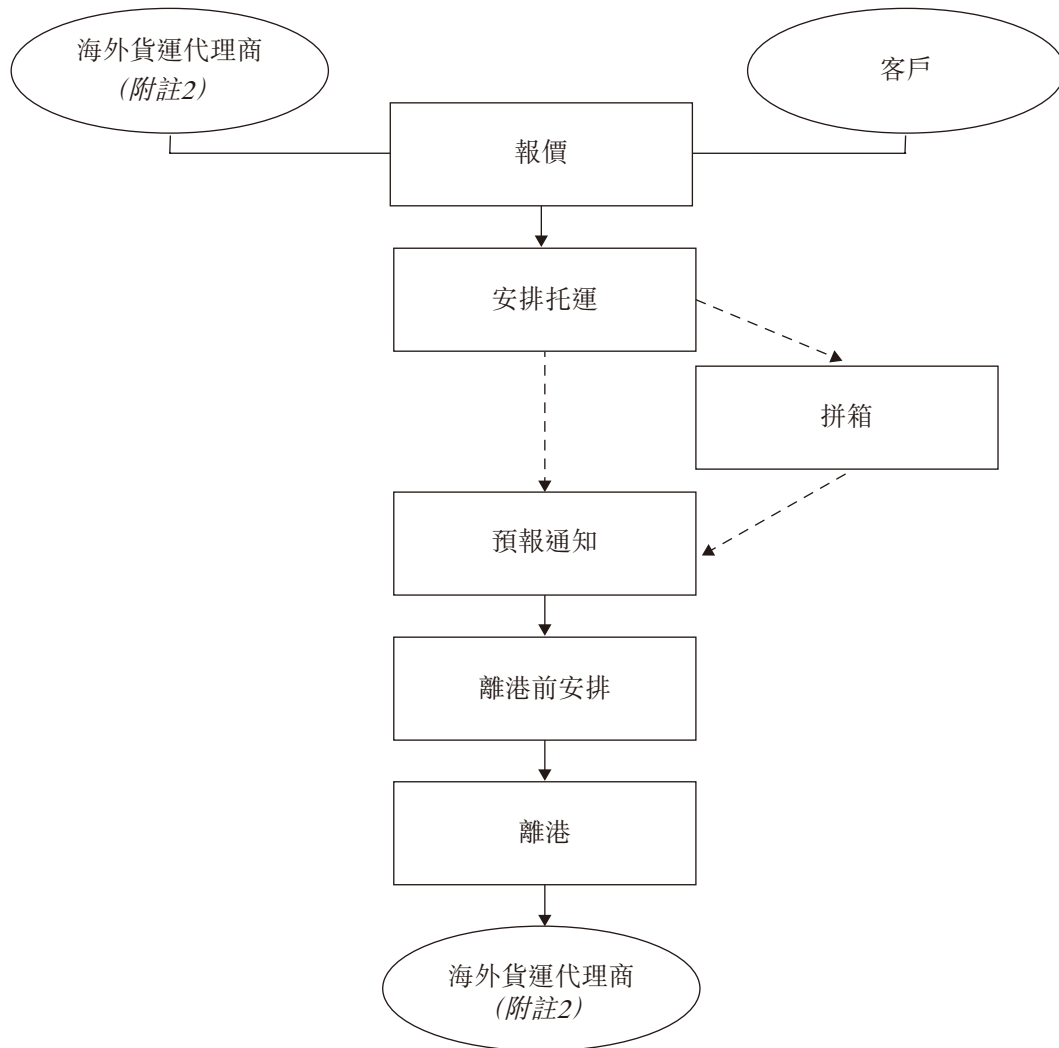 海外貨運代理商
(附註2)
客戶
報價
安排托運
拼箱
預報通知
離港前安排
離港
海外貨運代理商
(附註2)